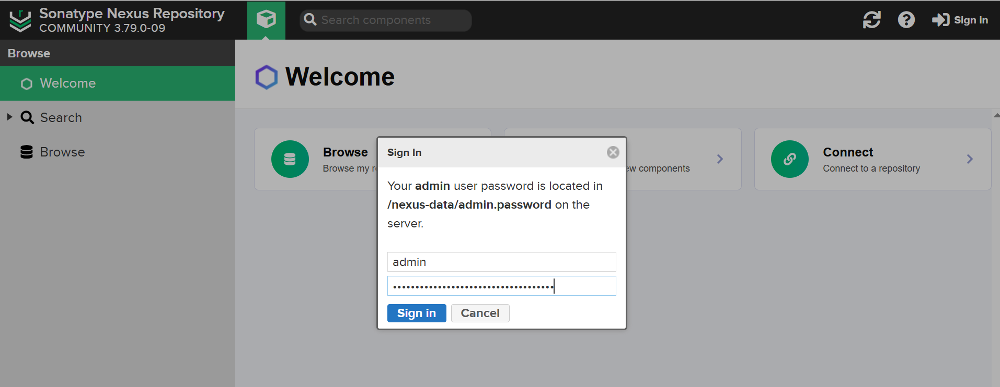 Sonatype Nexus Repository
COMMUNITY 3.79.0-09
Search components
Sign in
Browse
Welcome
Search
Browse
Welcome
Browse
Browse my
components
Connect
Connect to a repository
Sign In
Your admin user password is located in
/nexus-data/admin.password on the
server.
admin
Sign in
Cancel